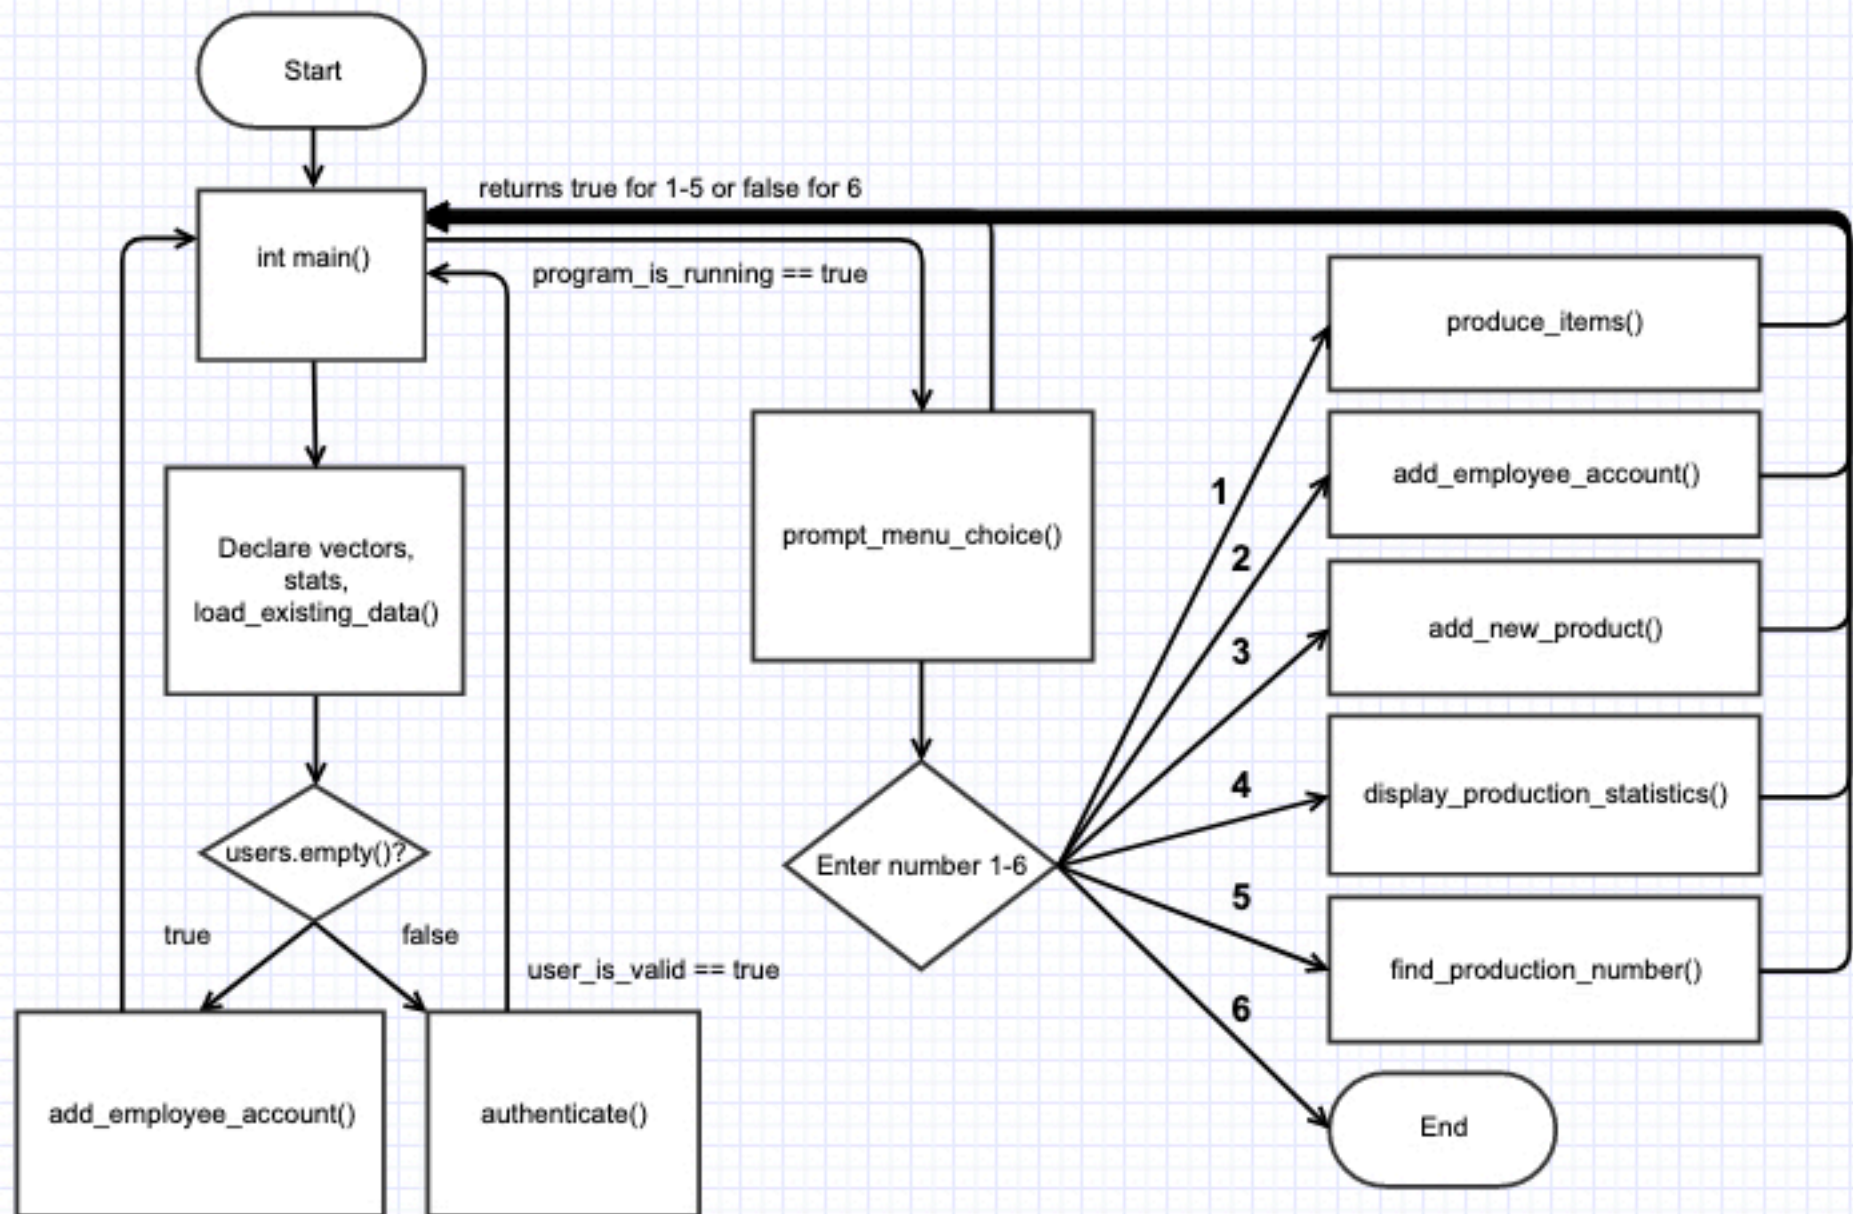 Start
returns true for 1-5 or false for 6
int main()
program_is_running == true
Declare vectors,
stats,
load_existing_data()
users.empty()?
true
false
user_is_valid == true
add_employee_account()
authenticate()
prompt_menu_choice()
Enter number 1-6
1
2
3
4
5
6
produce_items()
add_employee_account()
add_new_product()
display_production_statistics()
find_production_number()
End